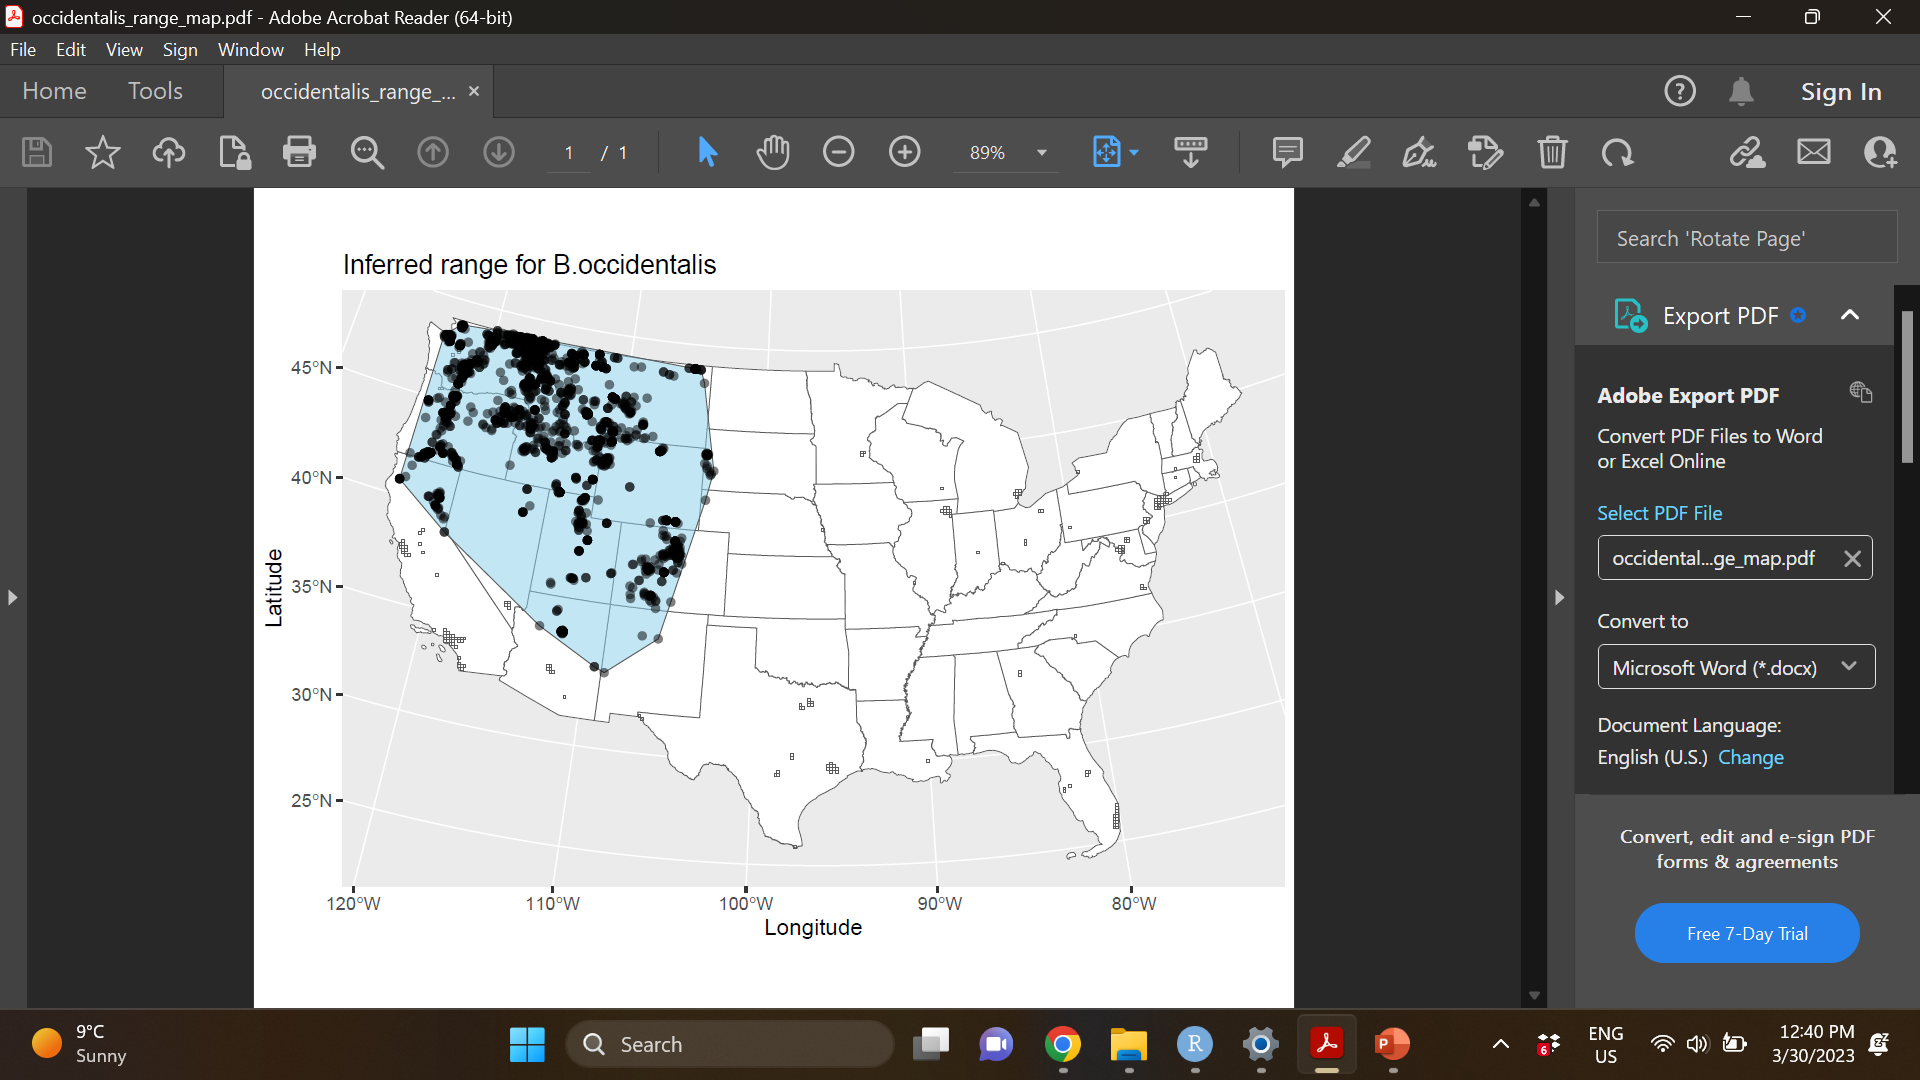 occidentalis_range_map.pdf - Adobe Acrobat Reader (64-bit)
File Edit View Sign Window Help
Home Tools occidentalis_range_... × Sign In
1 / 1 89%
Search 'Rotate Page'
Export PDF
Adobe Export PDF
Convert PDF Files to Word
or Excel Online
Select PDF File
occidental...ge_map.pdf
Convert to
Microsoft Word (*.docx)
Document Language:
English (U.S.) Change
Convert, edit and e-sign PDF
forms & agreements
Free 7-Day Trial
Inferred range for B.occidentalis
45°N
40°N
35°N
30°N
25°N
Latitude
120°W 110°W 100°W 90°W 80°W
Longitude
9°C
Sunny
Search
R
P
6
ENG
US
12:40 PM
3/30/2023